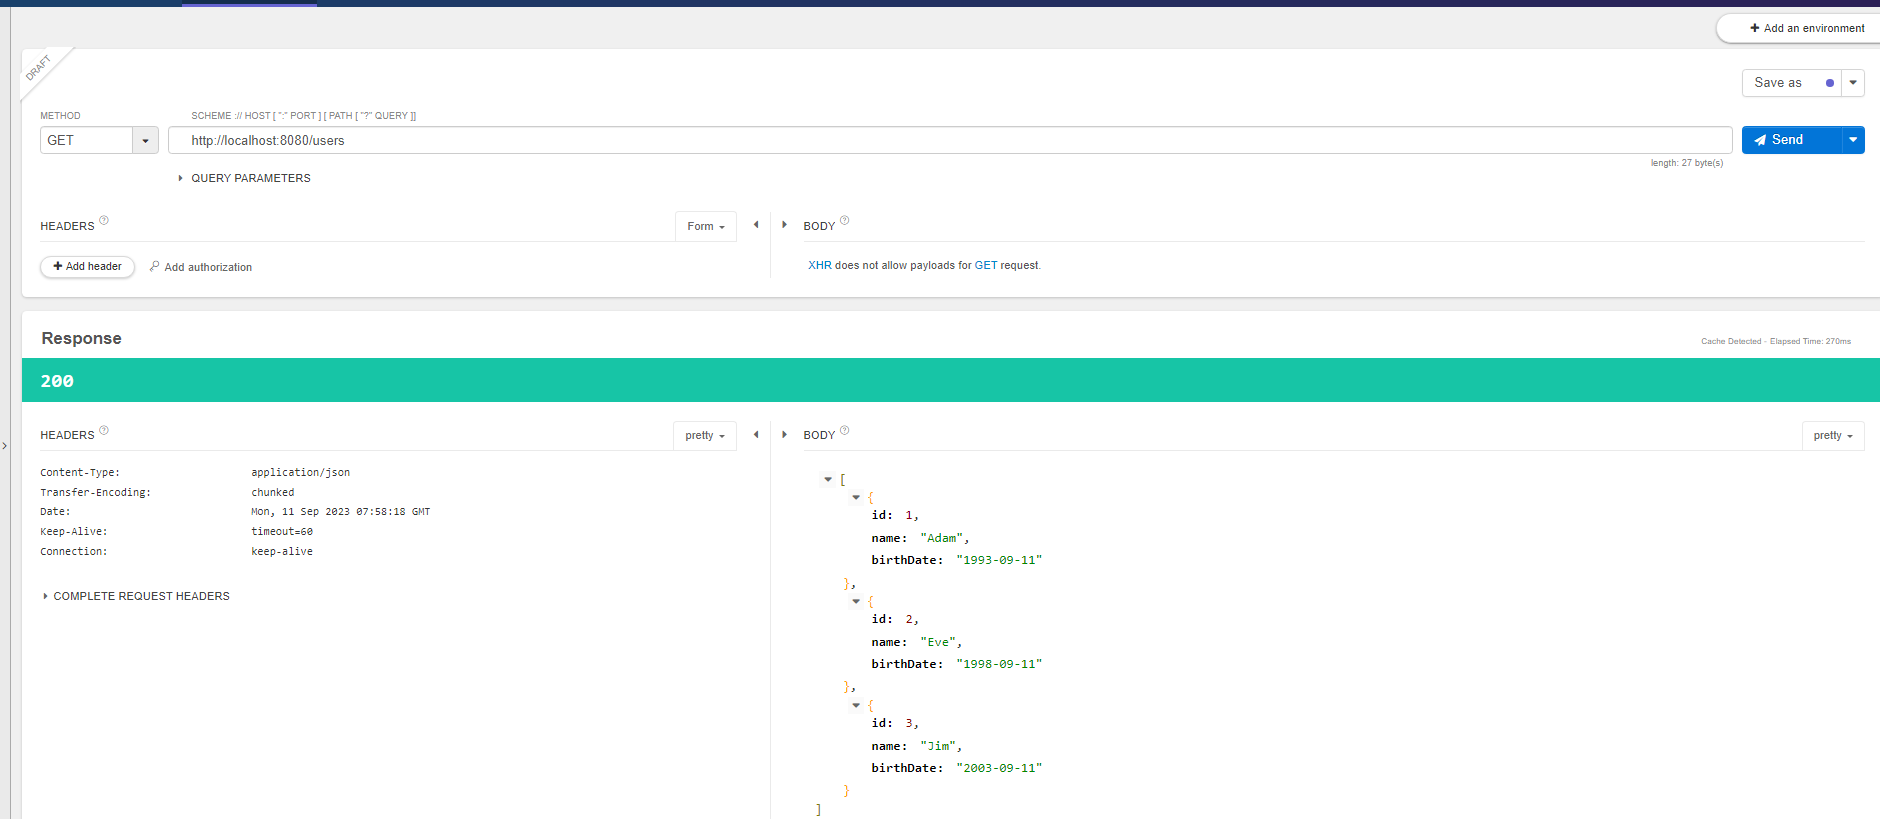 + Add an environment
DRAFT
Save as
METHOD
SCHEME :// HOST [ ":" PORT ] [ PATH [ "?" QUERY ]]
GET
http://localhost:8080/users
Send
length: 27 byte(s)
QUERY PARAMETERS
HEADERS ?
Form
BODY ?
+ Add header
Add authorization
XHR does not allow payloads for GET request.
Response
Cache Detected - Elapsed Time: 270ms
200
HEADERS ?
pretty
BODY ?
pretty
Content-Type: application/json
Transfer-Encoding: chunked
Date: Mon, 11 Sep 2023 07:58:18 GMT
Keep-Alive: timeout=60
Connection: keep-alive
COMPLETE REQUEST HEADERS
[
{
id: 1,
name: "Adam",
birthDate: "1993-09-11"
},
{
id: 2,
name: "Eve",
birthDate: "1998-09-11"
},
{
id: 3,
name: "Jim",
birthDate: "2003-09-11"
}
]